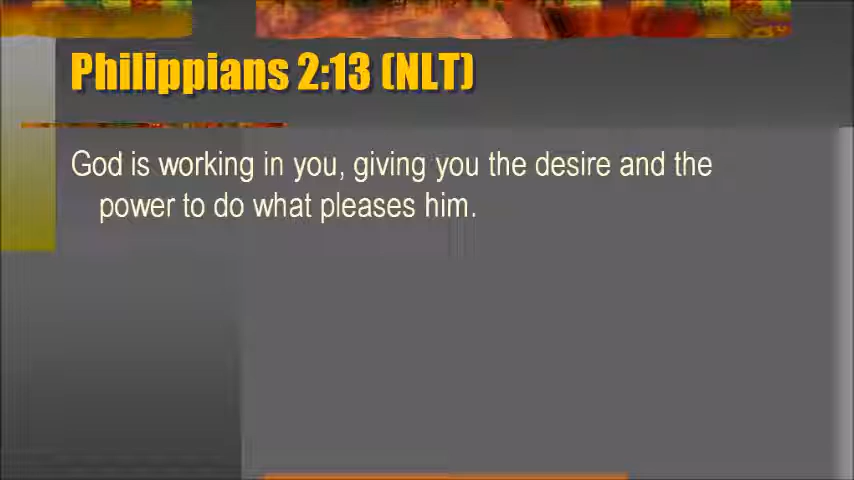 Philippians 2:13 (NLT)
God is working in you, giving you the desire and the
power to do what pleases him.